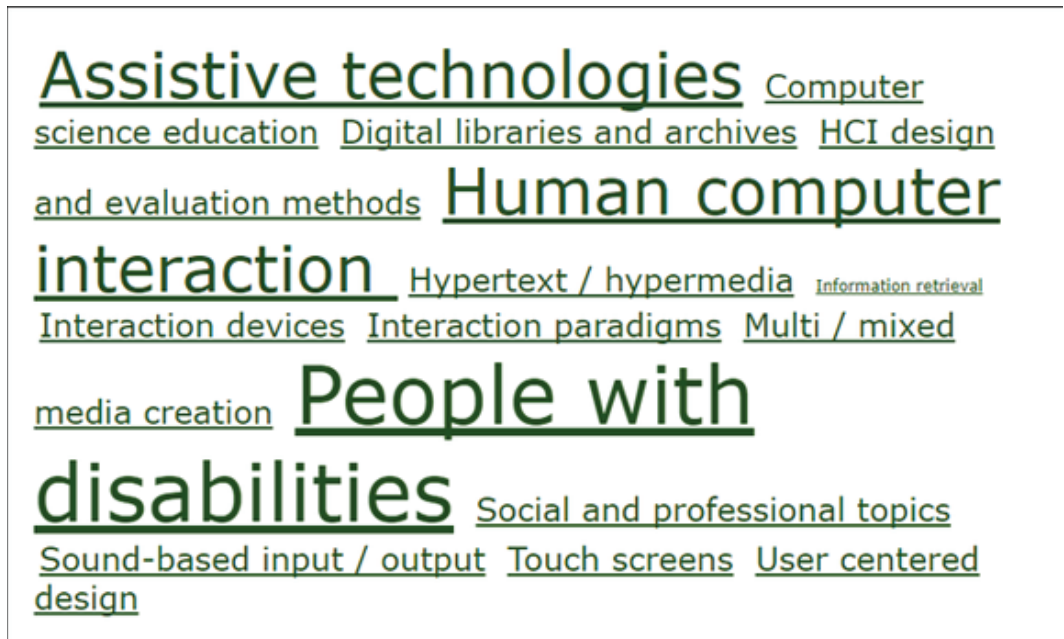 Assistive technologies Computer
science education Digital libraries and archives HCI design
and evaluation methods Human computer
interaction Hypertext / hypermedia Information retrieval
Interaction devices Interaction paradigms Multi / mixed
media creation People with
disabilities Social and professional topics
Sound-based input / output Touch screens User centered
design